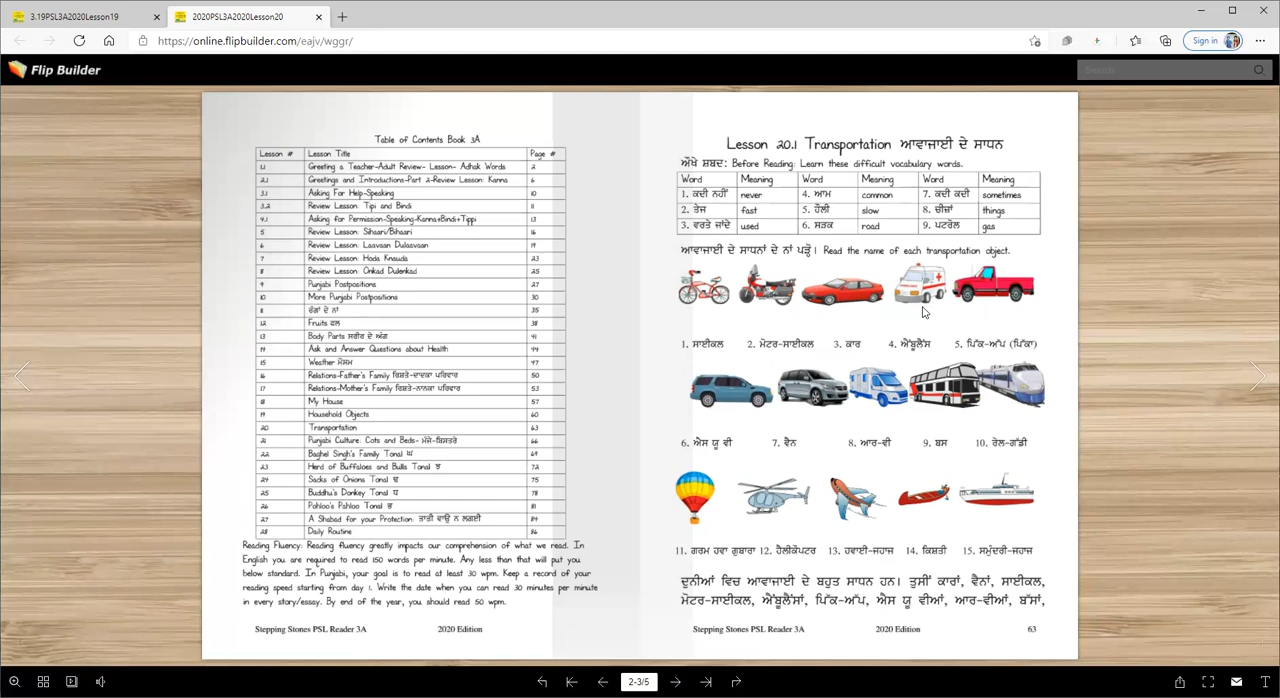 3.19PSL3A2020Lesson19
2020PSL3A2020Lesson20
https://online.flipbuilder.com/eajv/wggr/
Sign in
Flip Builder
Search
Table of Contents Book 3A
Lesson # Lesson Title Page #
1.1 Greeting a Teacher-Adult Review- Lesson- Adhak Words 2
2.1 Greetings and Introductions-Part 2-Review Lesson: Kanna 6
3.1 Asking For Help-Speaking 10
3.2 Review Lesson: Tipi and Bindi 11
4.1 Asking for Permission-Speaking-Kanna+Bindi+Tippi 13
5 Review Lesson: Sihaari/Bihaari 16
6 Review Lesson: Laavaan Dulaavaan 19
7 Review Lesson: Hoda Knauda 23
8 Review Lesson: Onkad Dulenkad 25
9 Punjabi Postpositions 27
10 More Punjabi Postpositions 30
11 ਰੰਗਾਂ ਦੇ ਨਾਂ 35
12 Fruits ਫਲ 38
13 Body Parts ਸਰੀਰ ਦੇ ਅੰਗ 41
14 Ask and Answer Questions about Health 44
15 Weather ਮੌਸਮ 47
16 Relations-Father's Family ਰਿਸ਼ਤੇ-ਦਾਦਕਾ ਪਰਿਵਾਰ 50
17 Relations-Mother's Family ਰਿਸ਼ਤੇ-ਨਾਨਕਾ ਪਰਿਵਾਰ 53
18 My House 57
19 Household Objects 60
20 Transportation 63
21 Punjabi Culture: Cots and Beds- ਮੰਜੇ-ਬਿਸਤਰੇ 66
22 Baghel Singh's Family Tonal ਘ 69
23 Herd of Buffaloes and Bulls Tonal ਝ 72
24 Sacks of Onions Tonal ਢ 75
25 Buddhu's Donkey Tonal ਧ 78
26 Pohloo's Pahloo Tonal ਭ 81
27 A Shabad for your Protection: ਤਾਤੀ ਵਾਉ ਨ ਲਗਈ 84
28 Daily Routine 86
Reading Fluency: Reading fluency greatly impacts our comprehension of what we read. In
English you are required to read 150 words per minute. Any less than that will put you
below standard. In Punjabi, your goal is to read at least 30 wpm. Keep a record of your
reading speed starting from day 1. Write the date when you can read 30 minutes per minute
in every story/essay. By end of the year, you should read 50 wpm.
Stepping Stones PSL Reader 3A 2020 Edition
Lesson 20.1 Transportation ਆਵਾਜਾਈ ਦੇ ਸਾਧਨ
ਔਖੇ ਸ਼ਬਦ: Before Reading: Learn these difficult vocabulary words.
Word Meaning Word Meaning Word Meaning
1. ਕਦੀ ਨਹੀਂ never 4. ਆਮ common 7. ਕਦੀ ਕਦੀ sometimes
2. ਤੇਜ fast 5. ਹੌਲੀ slow 8. ਚੀਜ਼ਾਂ things
3. ਵਰਤੇ ਜਾਂਦੇ used 6. ਸੜਕ road 9. ਪਟਰੋਲ gas
ਆਵਾਜਾਈ ਦੇ ਸਾਧਨਾਂ ਦੇ ਨਾਂ ਪੜ੍ਹੋ। Read the name of each transportation object.
1. ਸਾਈਕਲ 2. ਮੋਟਰ-ਸਾਈਕਲ 3. ਕਾਰ 4. ਐਂਬੂਲੈਂਸ 5. ਪਿੱਕ-ਅੱਪ (ਪਿੱਕਾ)
6. ਐਸ ਯੂ ਵੀ 7. ਵੈਨ 8. ਆਰ-ਵੀ 9. ਬਸ 10. ਰੇਲ-ਗੱਡੀ
11. ਗਰਮ ਹਵਾ ਗੁਬਾਰਾ 12. ਹੈਲੀਕੌਪਟਰ 13. ਹਵਾਈ-ਜਹਾਜ 14. ਕਿਸ਼ਤੀ 15. ਸਮੁੰਦਰੀ-ਜਹਾਜ
ਦੁਨੀਆਂ ਵਿਚ ਆਵਾਜਾਈ ਦੇ ਬਹੁਤ ਸਾਧਨ ਹਨ। ਤੁਸੀਂ ਕਾਰਾਂ, ਵੈਨਾਂ, ਸਾਈਕਲ,
ਮੋਟਰ-ਸਾਈਕਲ, ਐਂਬੂਲੈਂਸਾਂ, ਪਿੱਕ-ਅੱਪ, ਐਸ ਯੂ ਵੀਆਂ, ਆਰ-ਵੀਆਂ, ਬੱਸਾਂ,
Stepping Stones PSL Reader 3A 2020 Edition 63
2-3/5